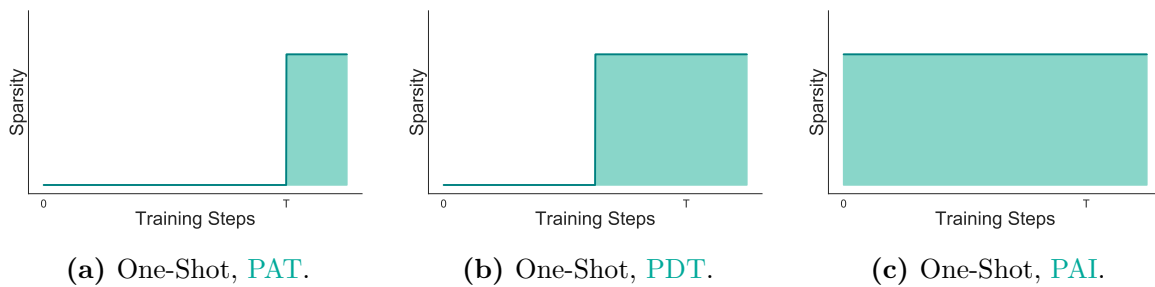 Sparsity
0
T
Training Steps
(a) One-Shot, PAT.
Sparsity
0
T
Training Steps
(b) One-Shot, PDT.
Sparsity
0
T
Training Steps
(c) One-Shot, PAI.